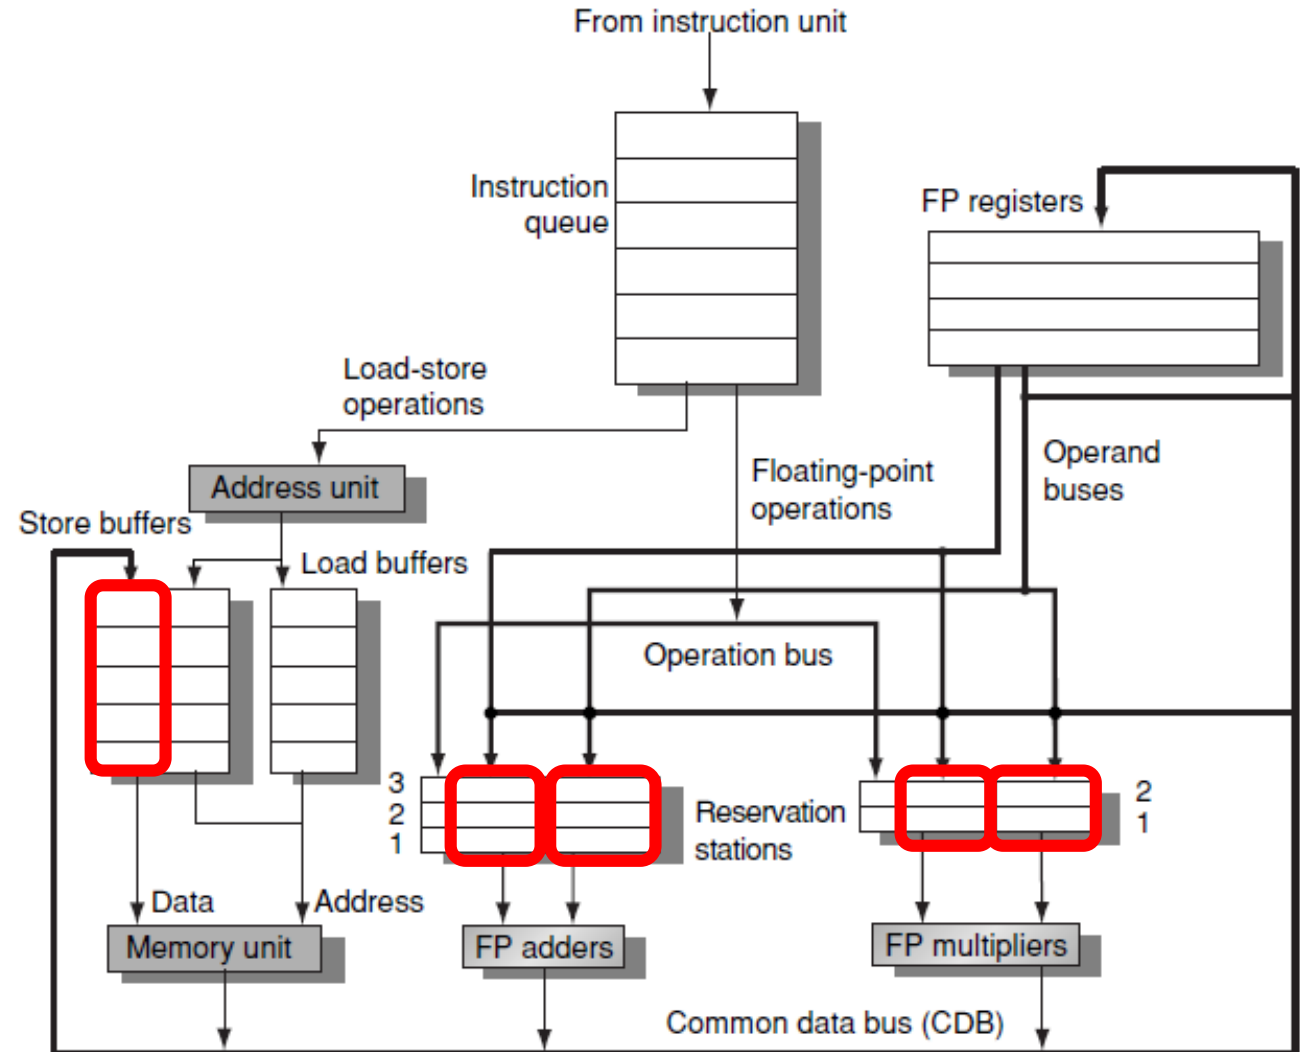 From instruction unit
Instruction
queue
FP registers
Load-store
operations
Address unit
Floating-point
operations
Operand
buses
Store buffers
Load buffers
Operation bus
3
2
1
Reservation
stations
2
1
Data
Address
Memory unit
FP adders
FP multipliers
Common data bus (CDB)